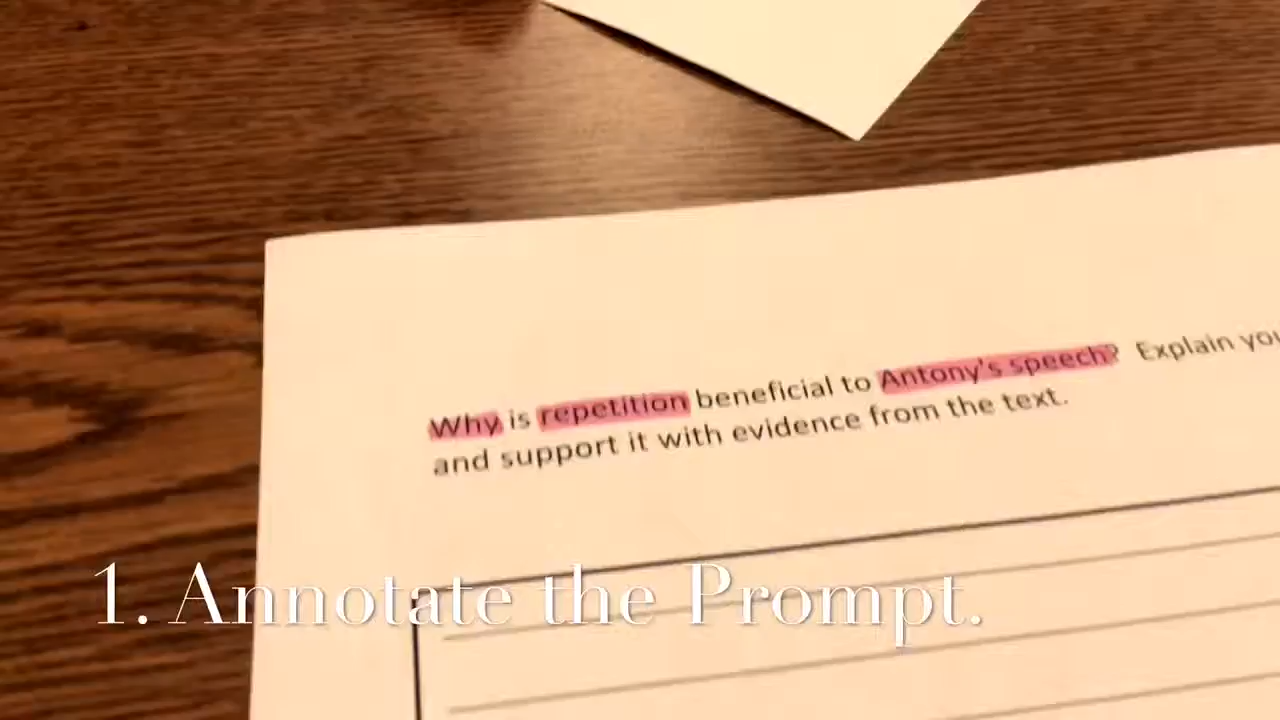 Why is repetition beneficial to Antony's speech? Explain
and support it with evidence from the text.
1. Annotate the Prompt.